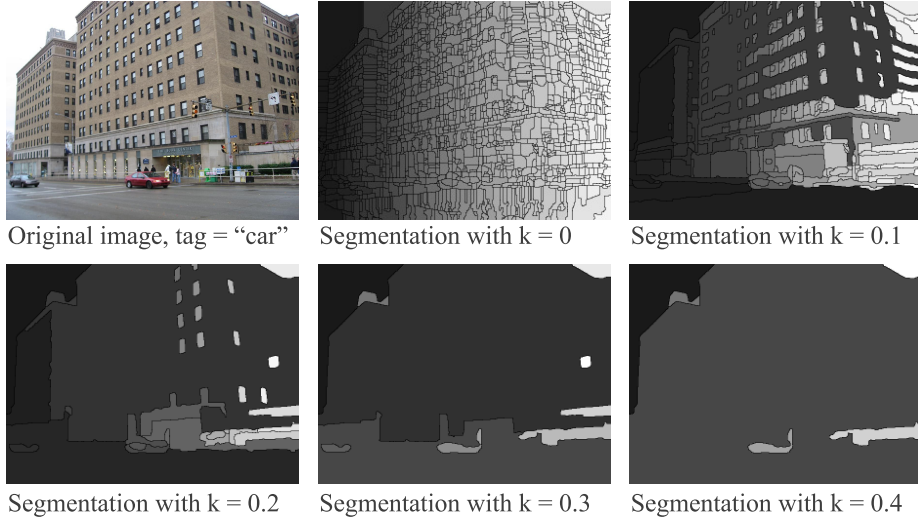 Original image, tag = “car”
Segmentation with k = 0
Segmentation with k = 0.1
Segmentation with k = 0.2
Segmentation with k = 0.3
Segmentation with k = 0.4